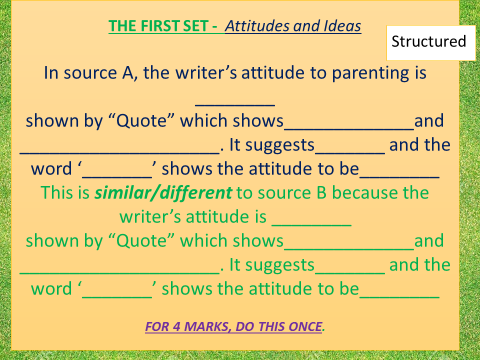 THE FIRST SET - Attitudes and Ideas
Structured
In source A, the writer’s attitude to parenting is
________
shown by “Quote” which shows_____________and
____________________. It suggests_______ and the
word ‘_______’ shows the attitude to be________
This is similar/different to source B because the
writer’s attitude is ________
shown by “Quote” which shows_____________and
____________________. It suggests_______ and the
word ‘_______’ shows the attitude to be________
FOR 4 MARKS, DO THIS ONCE.